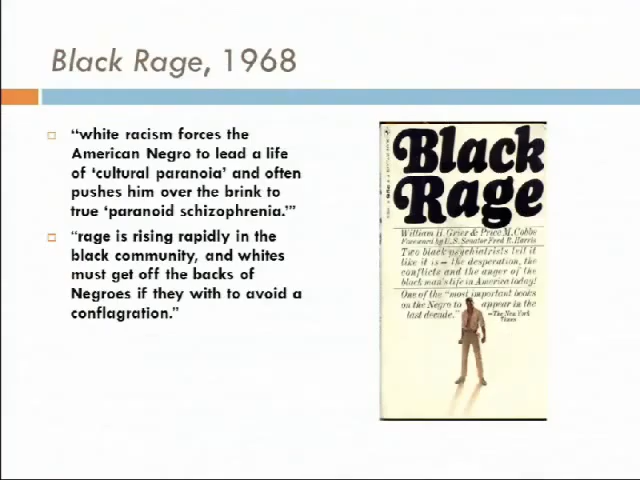 Black Rage, 1968
“white racism forces the
American Negro to lead a life
of ‘cultural paranoia’ and often
pushes him over the brink to
true ‘paranoid schizophrenia.’”
“rage is rising rapidly in the
black community, and whites
must get off the backs of
Negroes if they with to avoid a
conflagration.”
Black
Rage
William H. Grier & Price M. Cobbs
Foreword by U.S. Senator Fred R. Harris
Two black psychiatrists tell it
like it is—the desperation, the
conflicts and the anger of the
black man's life in America today!
One of the "most important books
on the Negro to appear in the
last decade." —The New York
Times